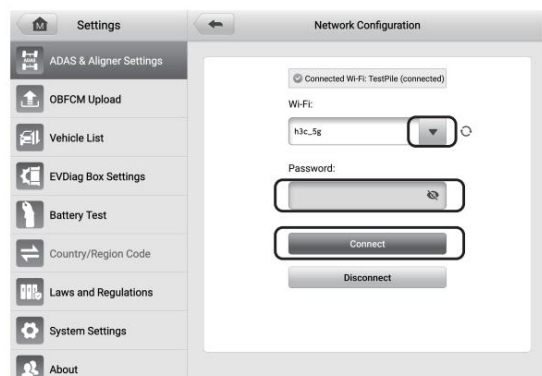 Settings
Network Configuration
ADAS & Aligner Settings
OBFCM Upload
Vehicle List
EVDiag Box Settings
Battery Test
Country/Region Code
Laws and Regulations
System Settings
About
Connected Wi-Fi: TestPile (connected)
Wi-Fi:
h3c_5g
Password:
Connect
Disconnect